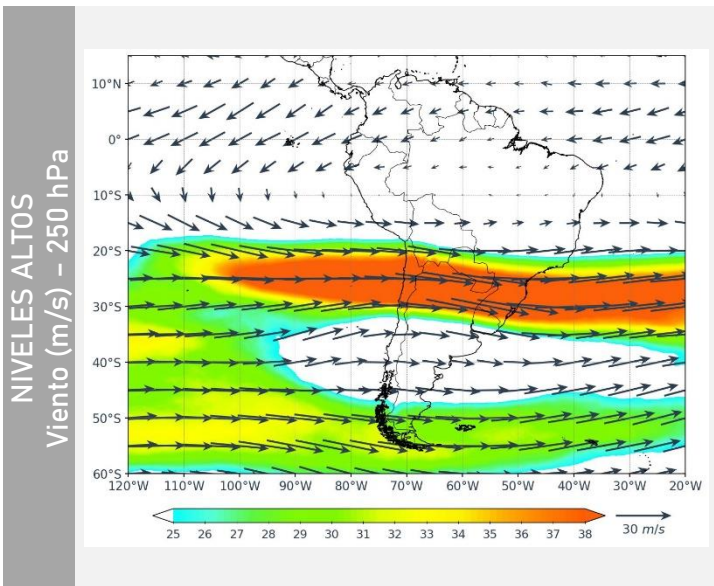 NIVELES ALTOS
Viento (m/s) – 250 hPa
10°N
0°
10°S
20°S
30°S
40°S
50°S
60°S
120°W 110°W 100°W 90°W 80°W 70°W 60°W 50°W 40°W 30°W 20°W
25 26 27 28 29 30 31 32 33 34 35 36 37 38
30 m/s